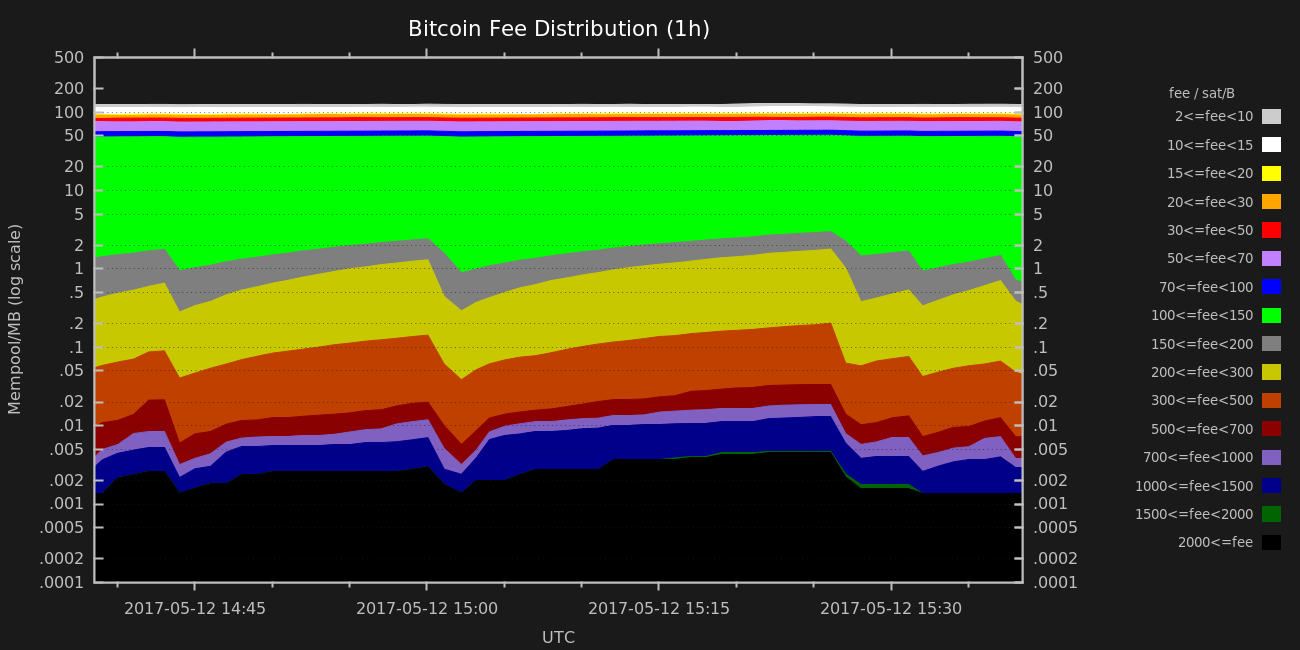 Bitcoin Fee Distribution (1h)
Mempool/MB (log scale)
500
200
100
50
20
10
5
2
1
.5
.2
.1
.05
.02
.01
.005
.002
.001
.0005
.0002
.0001
500
200
100
50
20
10
5
2
1
.5
.2
.1
.05
.02
.01
.005
.002
.001
.0005
.0002
.0001
2017-05-12 14:45
2017-05-12 15:00
2017-05-12 15:15
2017-05-12 15:30
UTC
fee / sat/B
2<=fee<10
10<=fee<15
15<=fee<20
20<=fee<30
30<=fee<50
50<=fee<70
70<=fee<100
100<=fee<150
150<=fee<200
200<=fee<300
300<=fee<500
500<=fee<700
700<=fee<1000
1000<=fee<1500
1500<=fee<2000
2000<=fee